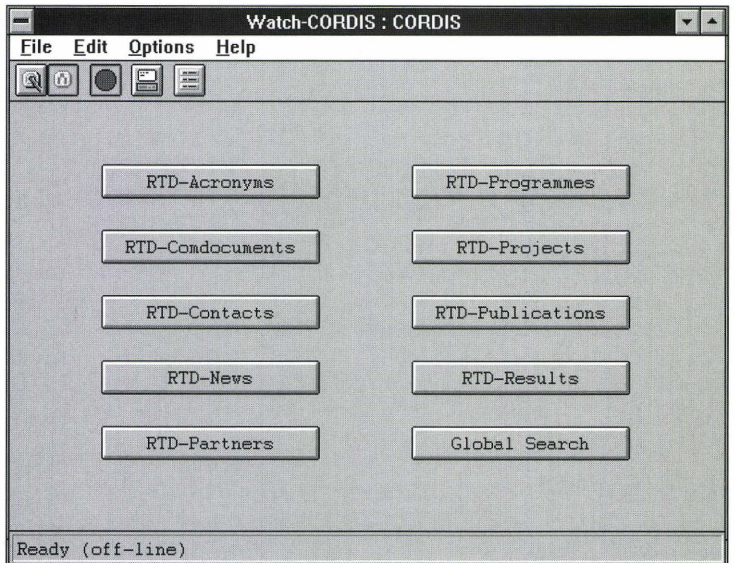 Watch-CORDIS : CORDIS
File Edit Options Help
RTD-Acronyms
RTD-Programmes
RTD-Comdocuments
RTD-Projects
RTD-Contacts
RTD-Publications
RTD-News
RTD-Results
RTD-Partners
Global Search
Ready (off-line)